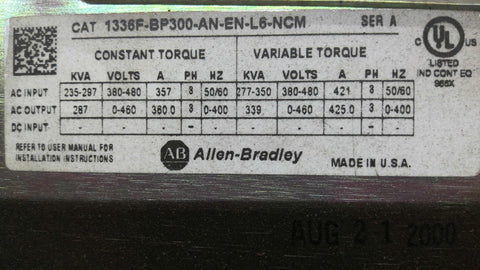 CAT 1336F-BP300-AN-EN-L6-NCM SER A
CONSTANT TORQUE VARIABLE TORQUE
KVA VOLTS A PH HZ KVA VOLTS A PH HZ
AC INPUT 235-287 380-480 357 3 50/60 277-350 380-480 421 3 50/60
AC OUTPUT 287 0-460 360.0 3 0-400 339 0-460 425.0 3 0-400
DC INPUT - - - - - -
REFER TO USER MANUAL FOR
INSTALLATION INSTRUCTIONS
AB Allen-Bradley
MADE IN U.S.A.
C UL US
LISTED
IND CONT EQ
966X
AUG 21 2000